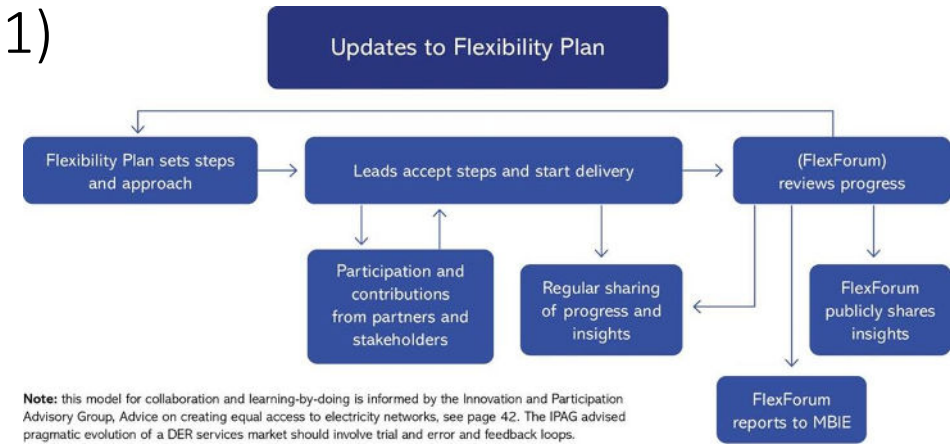 1)
Updates to Flexibility Plan
Flexibility Plan sets steps
and approach
Leads accept steps and start delivery
(FlexForum)
reviews progress
Participation and
contributions
from partners and
stakeholders
Regular sharing
of progress and
insights
FlexForum
publicly shares
insights
FlexForum
reports to MBIE
Note: this model for collaboration and learning-by-doing is informed by the Innovation and Participation
Advisory Group, Advice on creating equal access to electricity networks, see page 42. The IPAG advised
pragmatic evolution of a DER services market should involve trial and error and feedback loops.